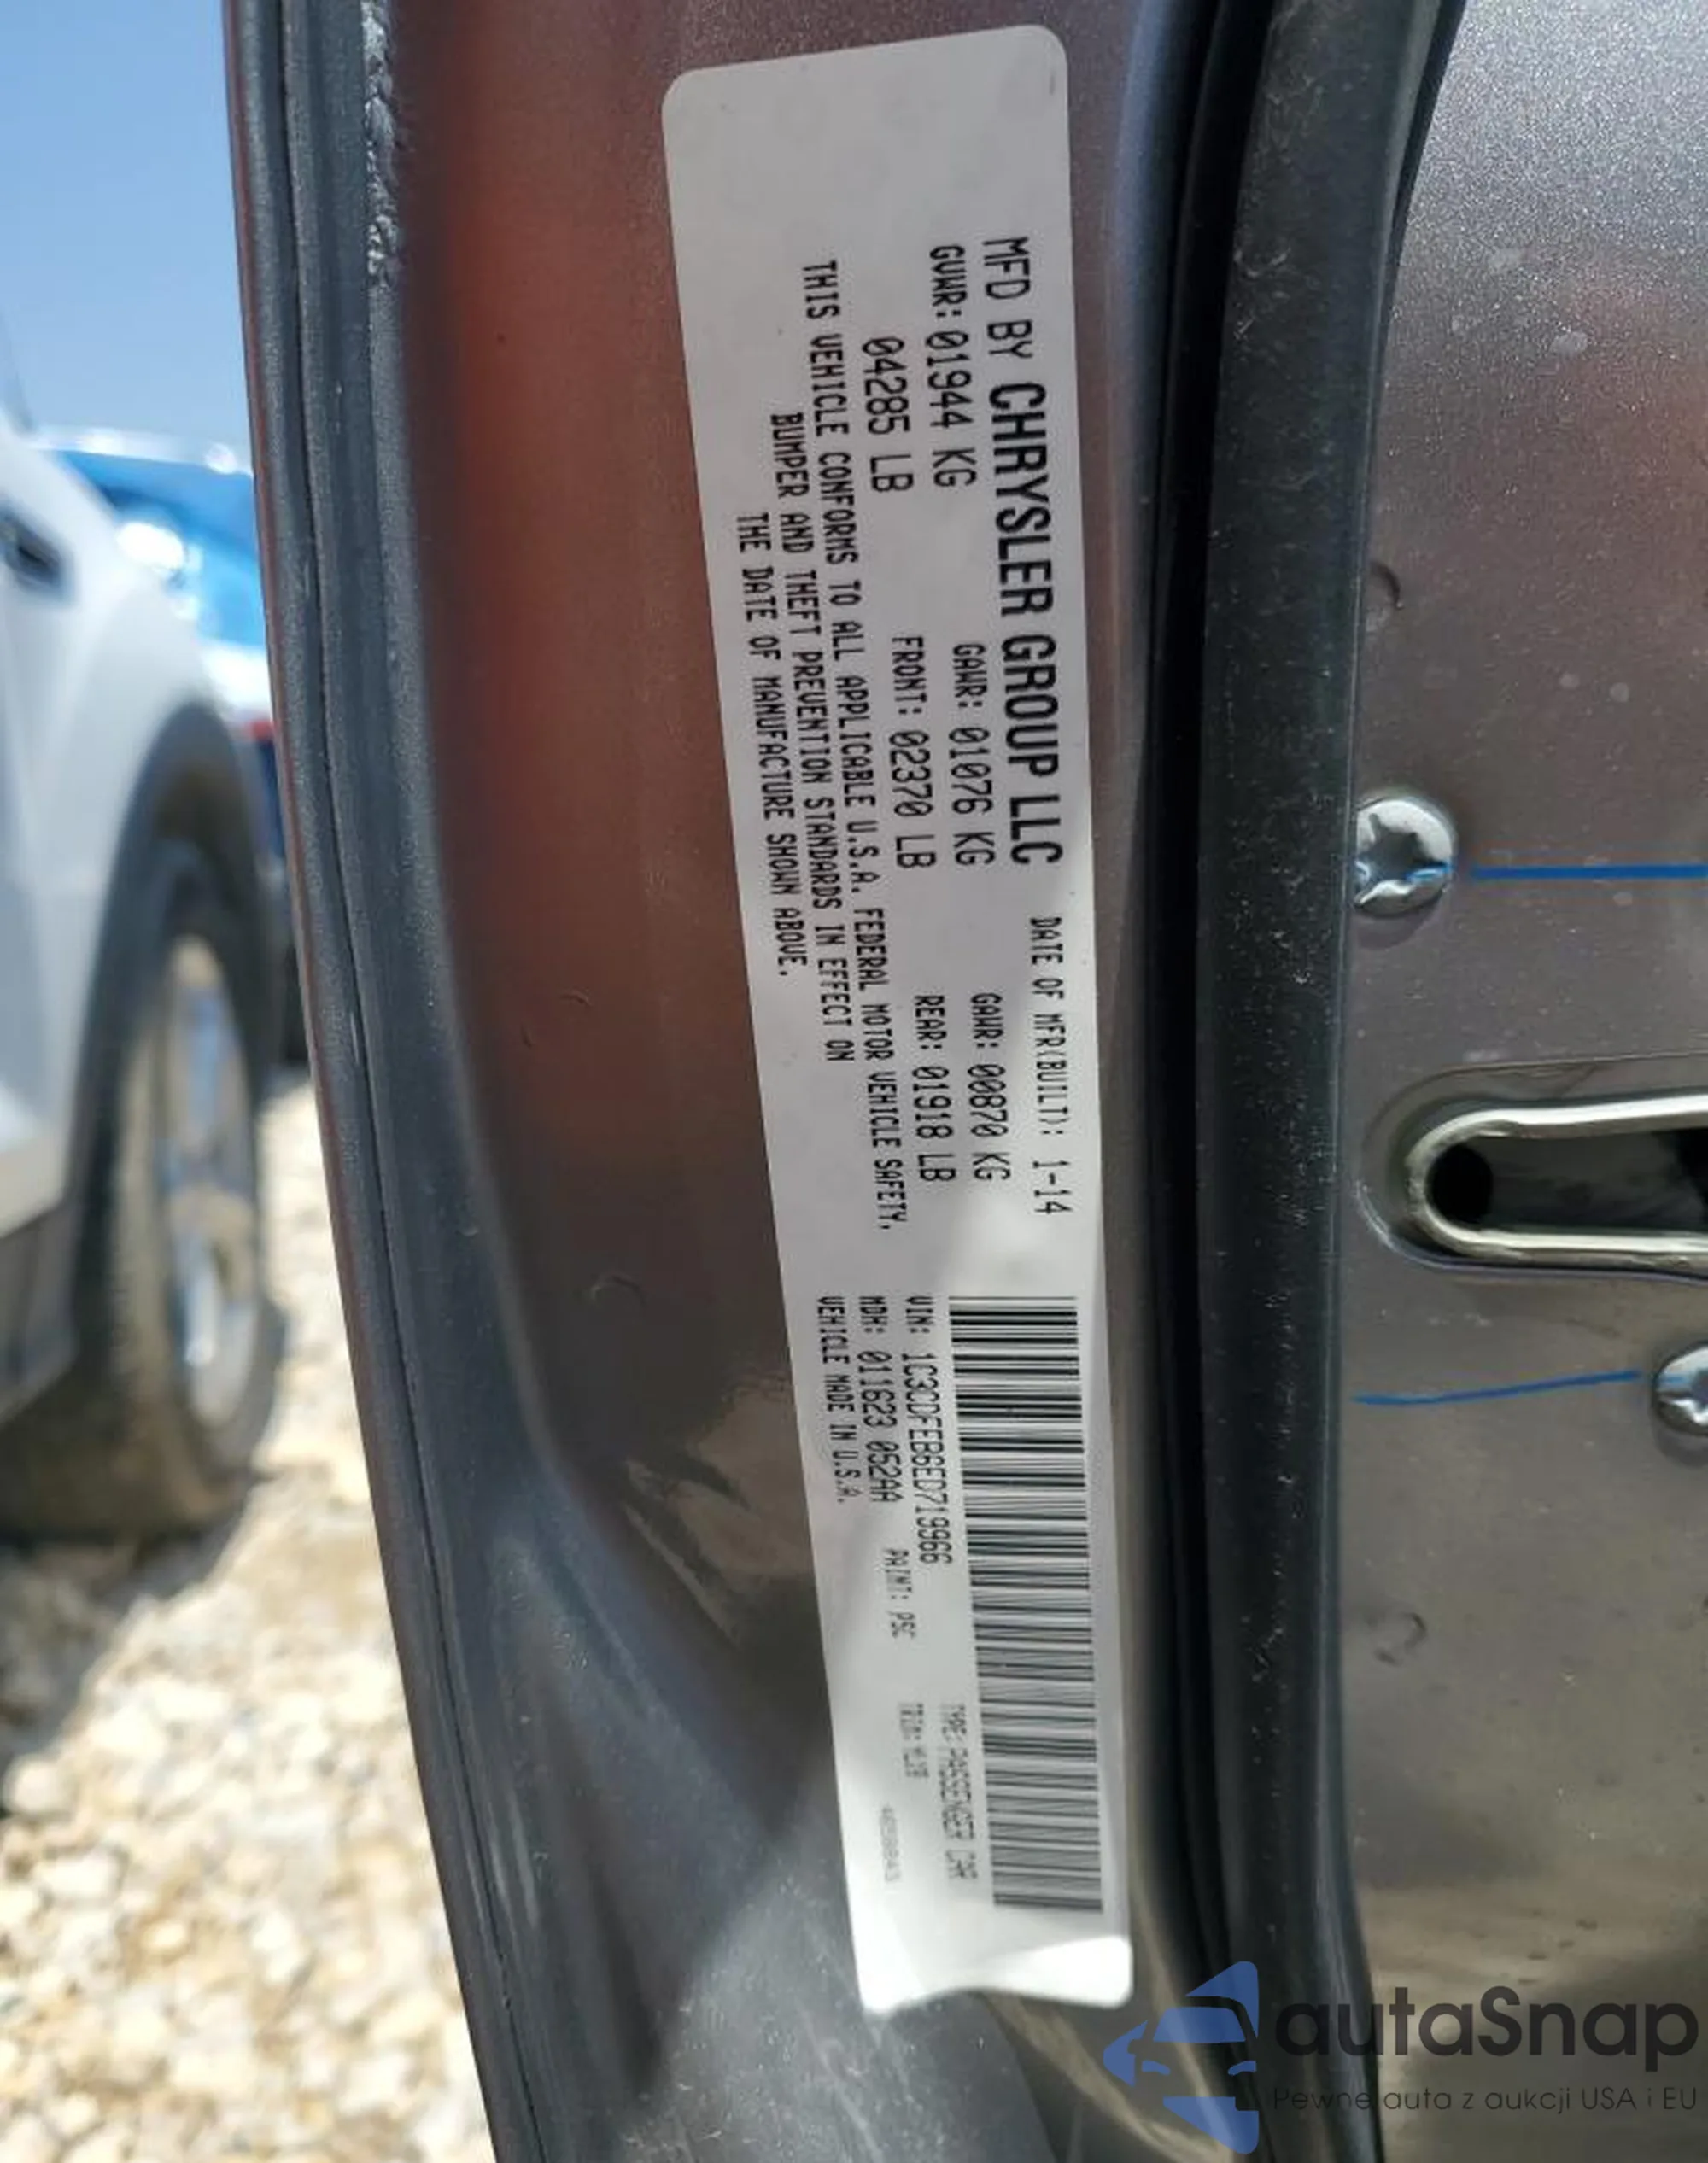 MFD BY CHRYSLER GROUP LLC
DATE OF MFR(BUILT): 1-14
GVWR: 01944 KG
GAWR: 01076 KG
GAWR: 00870 KG
04285 LB
FRONT: 02370 LB
REAR: 01918 LB
THIS VEHICLE CONFORMS TO ALL APPLICABLE U.S.A. FEDERAL MOTOR VEHICLE SAFETY,
BUMPER AND THEFT PREVENTION STANDARDS IN EFFECT ON
THE DATE OF MANUFACTURE SHOWN ABOVE.
VIN: 1C3CDFEB6ED719966
TYPE: PASSENGER CAR
MDH: 011623 052AA
PAINT: PSC
TRIM:
VEHICLE MADE IN U.S.A.
autaSnap
Pewne auta z aukcji USA i EU